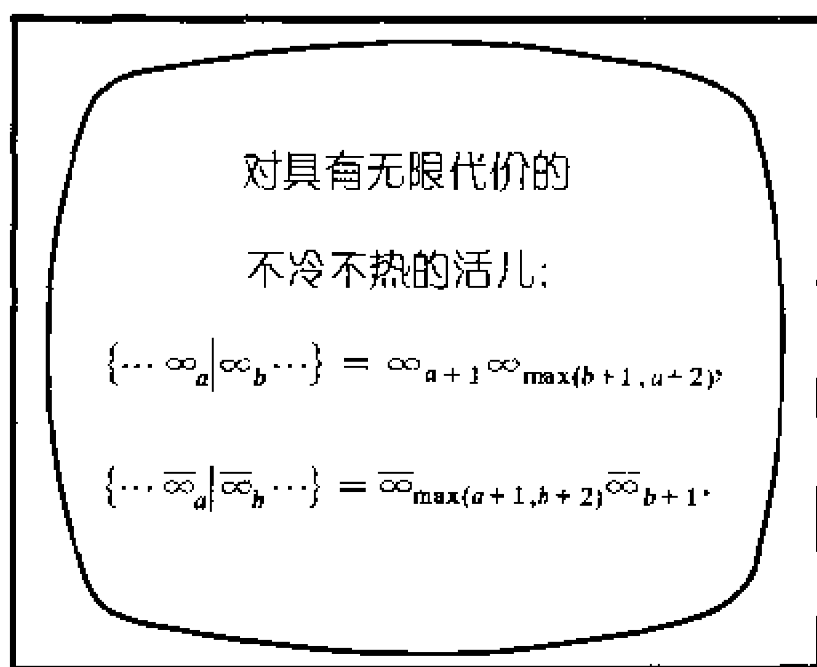 对具有无限代价的
不冷不热的活儿：
{⋯ ∞_a | ∞_b ⋯} = ∞_{a+1} ∞_{max(b+1, a+2)},
{⋯ \overline{∞}_a | \overline{∞}_b ⋯} = \overline{∞}_{max(a+1, b+2)} \overline{∞}_{b+1}.